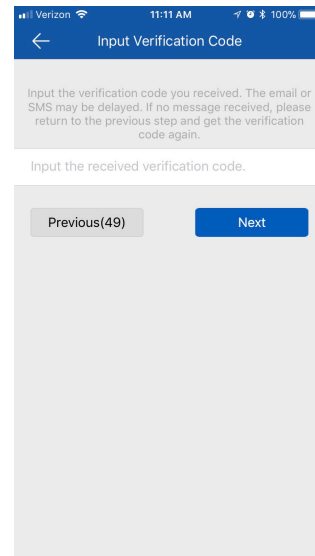 Verizon 11:11 AM 100%
Input Verification Code
Input the verification code you received. The email or
SMS may be delayed. If no message received, please
return to the previous step and get the verification
code again.
Input the received verification code.
Previous(49) Next